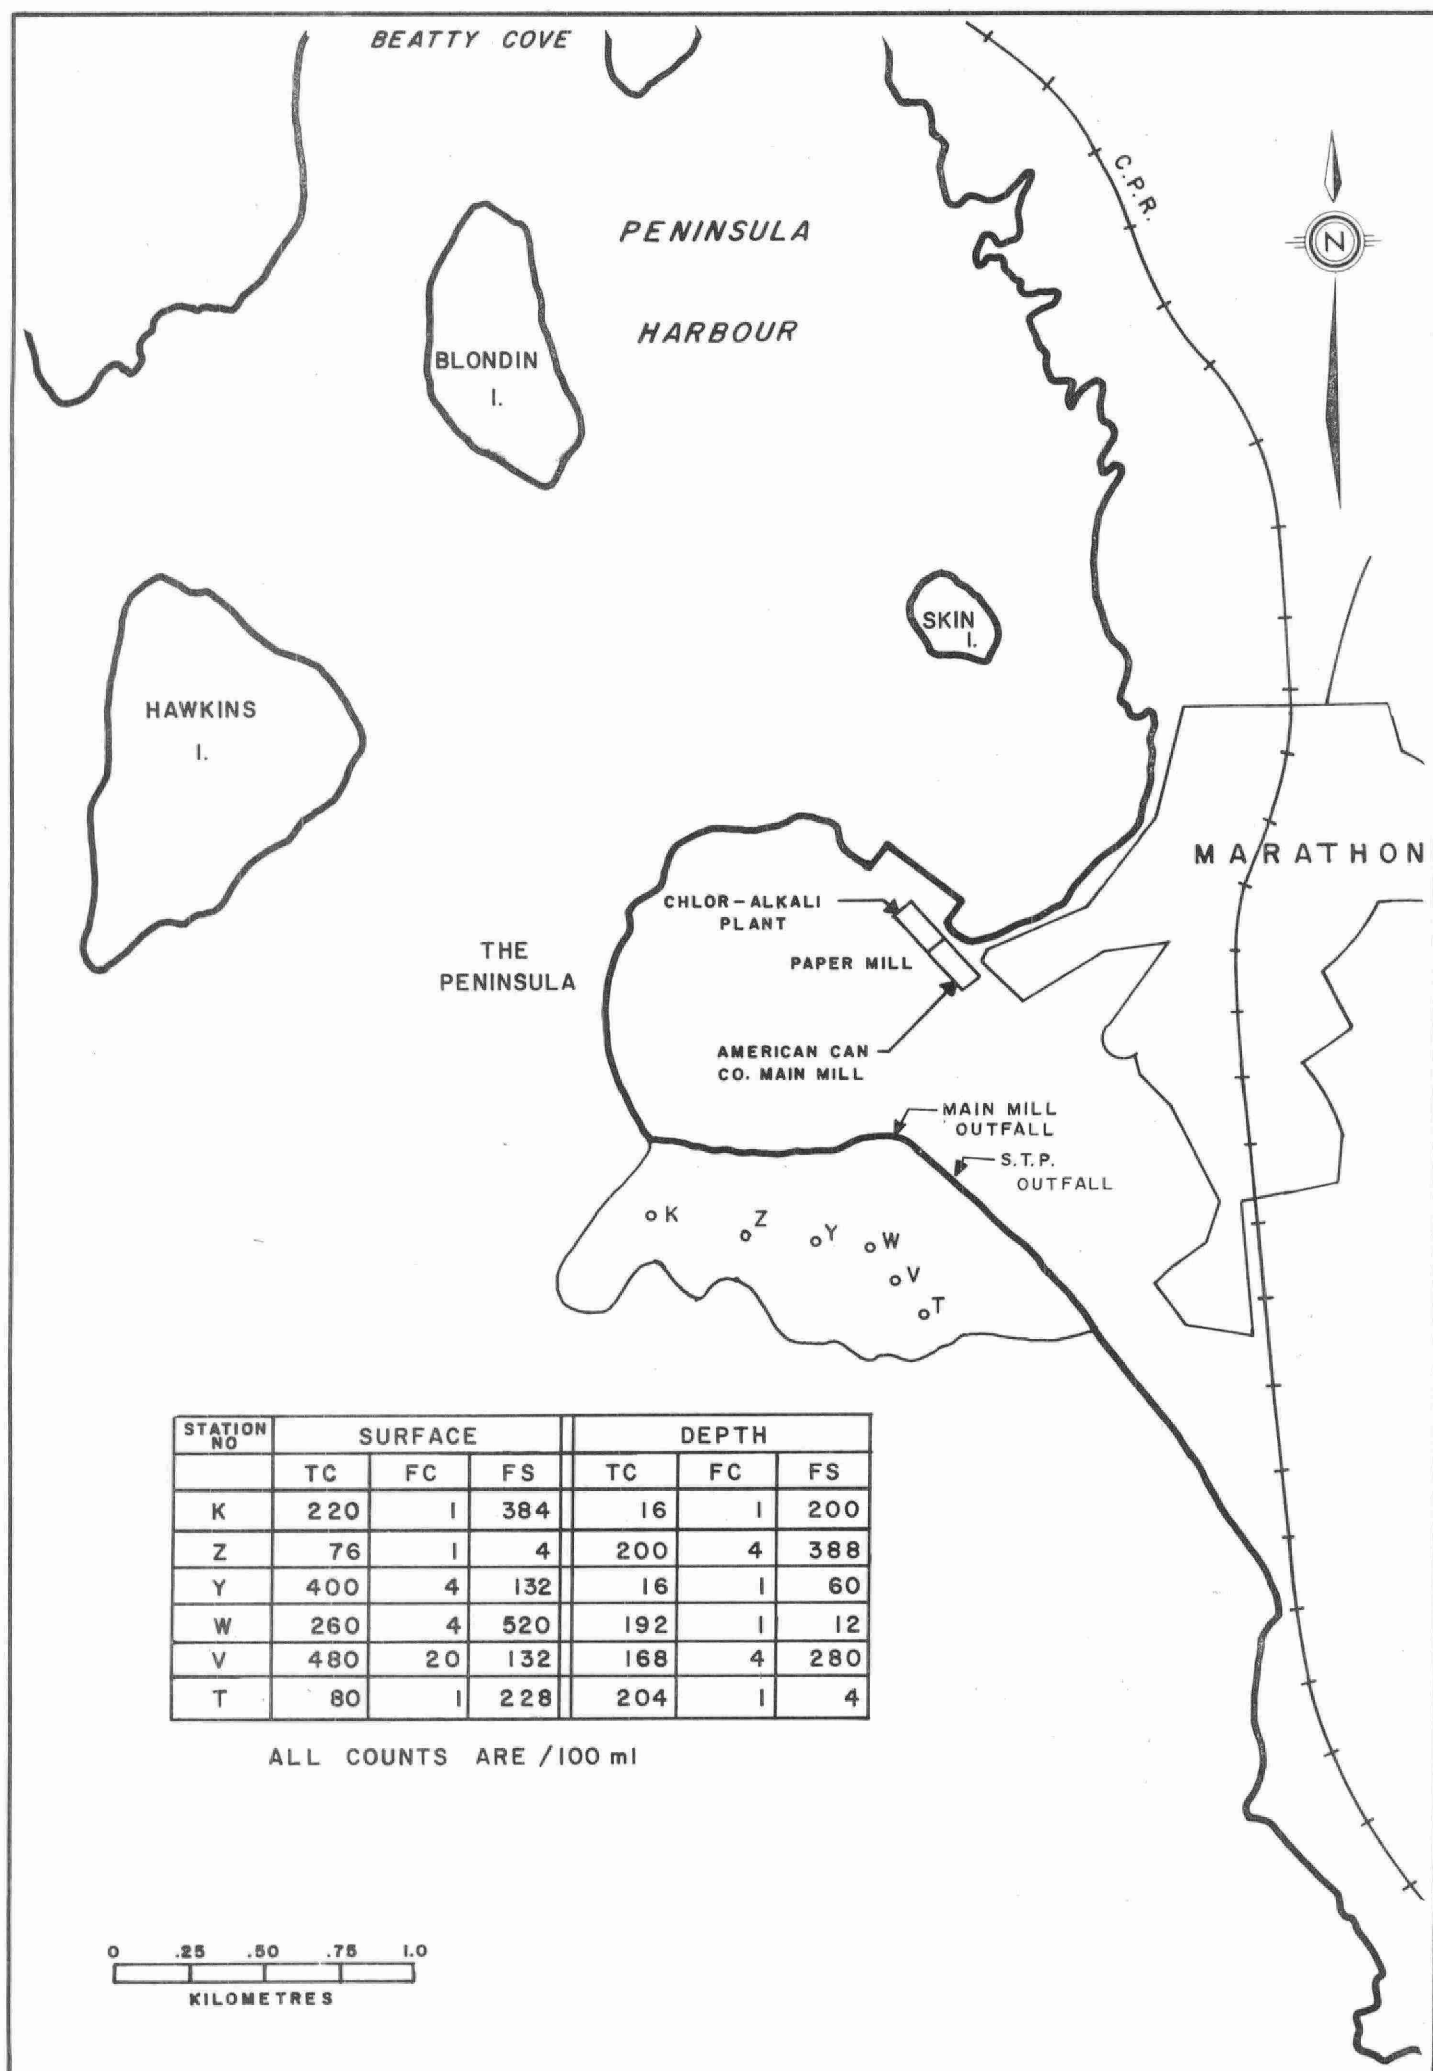 BEATTY COVE
C.P.R.
PENINSULA
N
HARBOUR
BLONDIN
I.
SKIN
I.
HAWKINS
I.
MARATHON
CHLOR-ALKALI
PLANT
THE
PENINSULA
PAPER MILL
AMERICAN CAN
CO. MAIN MILL
MAIN MILL
OUTFALL
S.T.P.
OUTFALL
K
Z
Y
W
V
T
STATION NO SURFACE DEPTH
TC FC FS TC FC FS
K 220 1 384 16 1 200
Z 76 1 4 200 4 388
Y 400 4 132 16 1 60
W 260 4 520 192 1 12
V 480 20 132 168 4 280
T 80 1 228 204 1 4
ALL COUNTS ARE /100 ml
0 .25 .50 .75 1.0
KILOMETRES